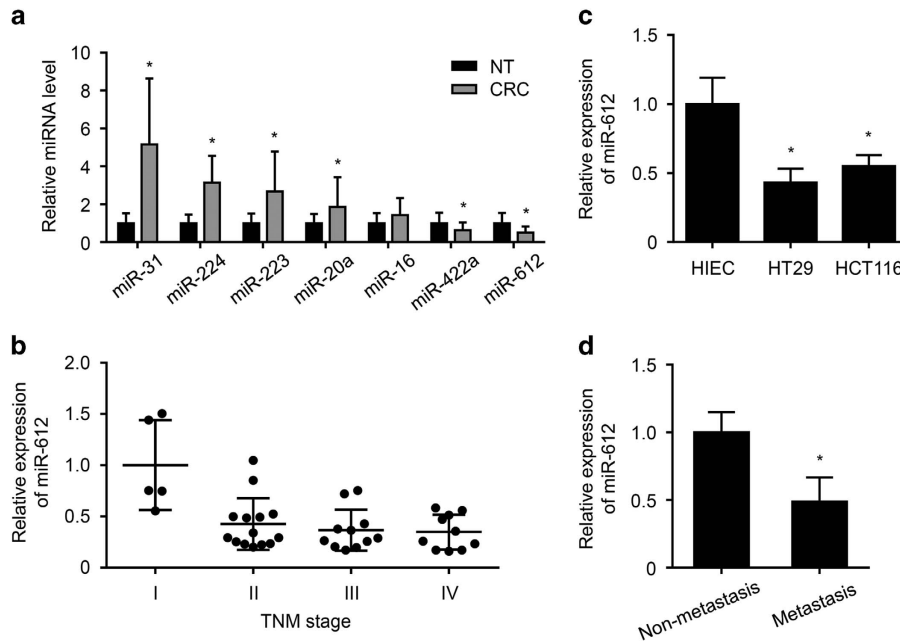 a
Relative miRNA level
10
8
6
4
2
0
* * * * * *
NT
CRC
miR-31 miR-224 miR-223 miR-20a miR-16 miR-422a miR-612
b
Relative expression
of miR-612
2.0
1.5
1.0
0.5
0
I II III IV
TNM stage
c
Relative expression
of miR-612
1.5
1.0
0.5
0
* *
HIEC HT29 HCT116
d
Relative expression
of miR-612
1.5
1.0
0.5
0
*
Non-metastasis Metastasis